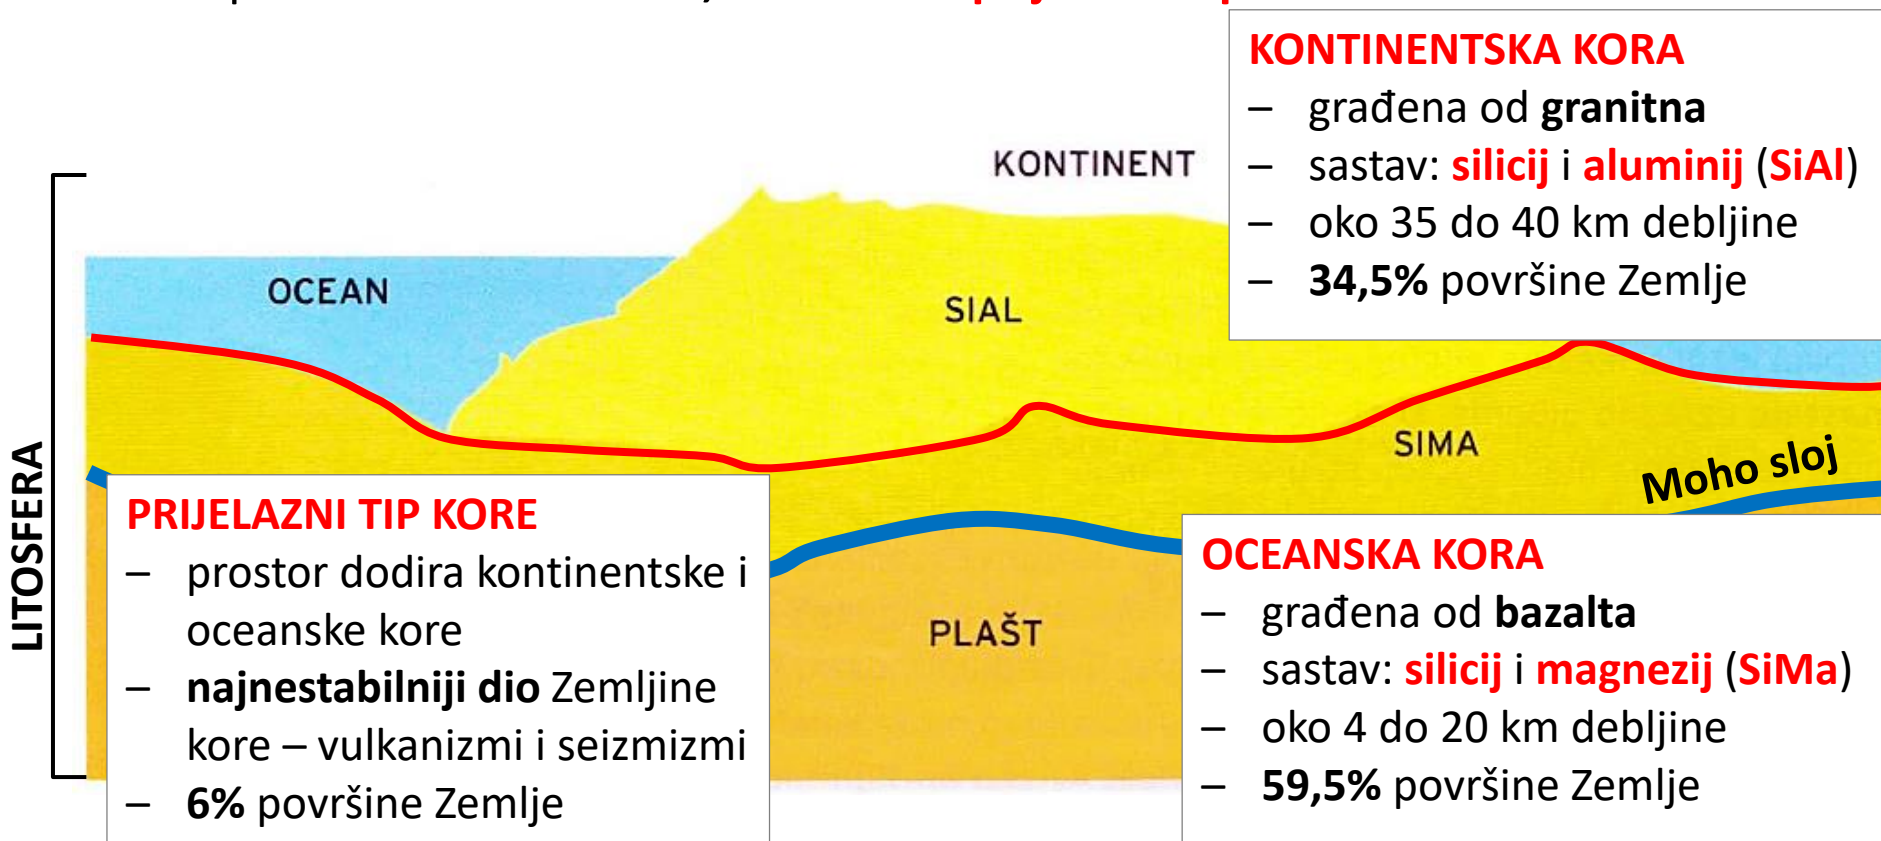 KONTINENTSKA KORA
– građena od granitna
– sastav: silicij i aluminij (SiAl)
– oko 35 do 40 km debljine
– 34,5% površine Zemlje
KONTINENT
OCEAN
SIAL
SIMA
Moho sloj
LITOSFERA
PRIJELAZNI TIP KORE
– prostor dodira kontinentske i
oceanske kore
– najnestabilniji dio Zemljine
kore – vulkanizmi i seizmizmi
– 6% površine Zemlje
PLAŠT
OCEANSKA KORA
– građena od bazalta
– sastav: silicij i magnezij (SiMa)
– oko 4 do 20 km debljine
– 59,5% površine Zemlje